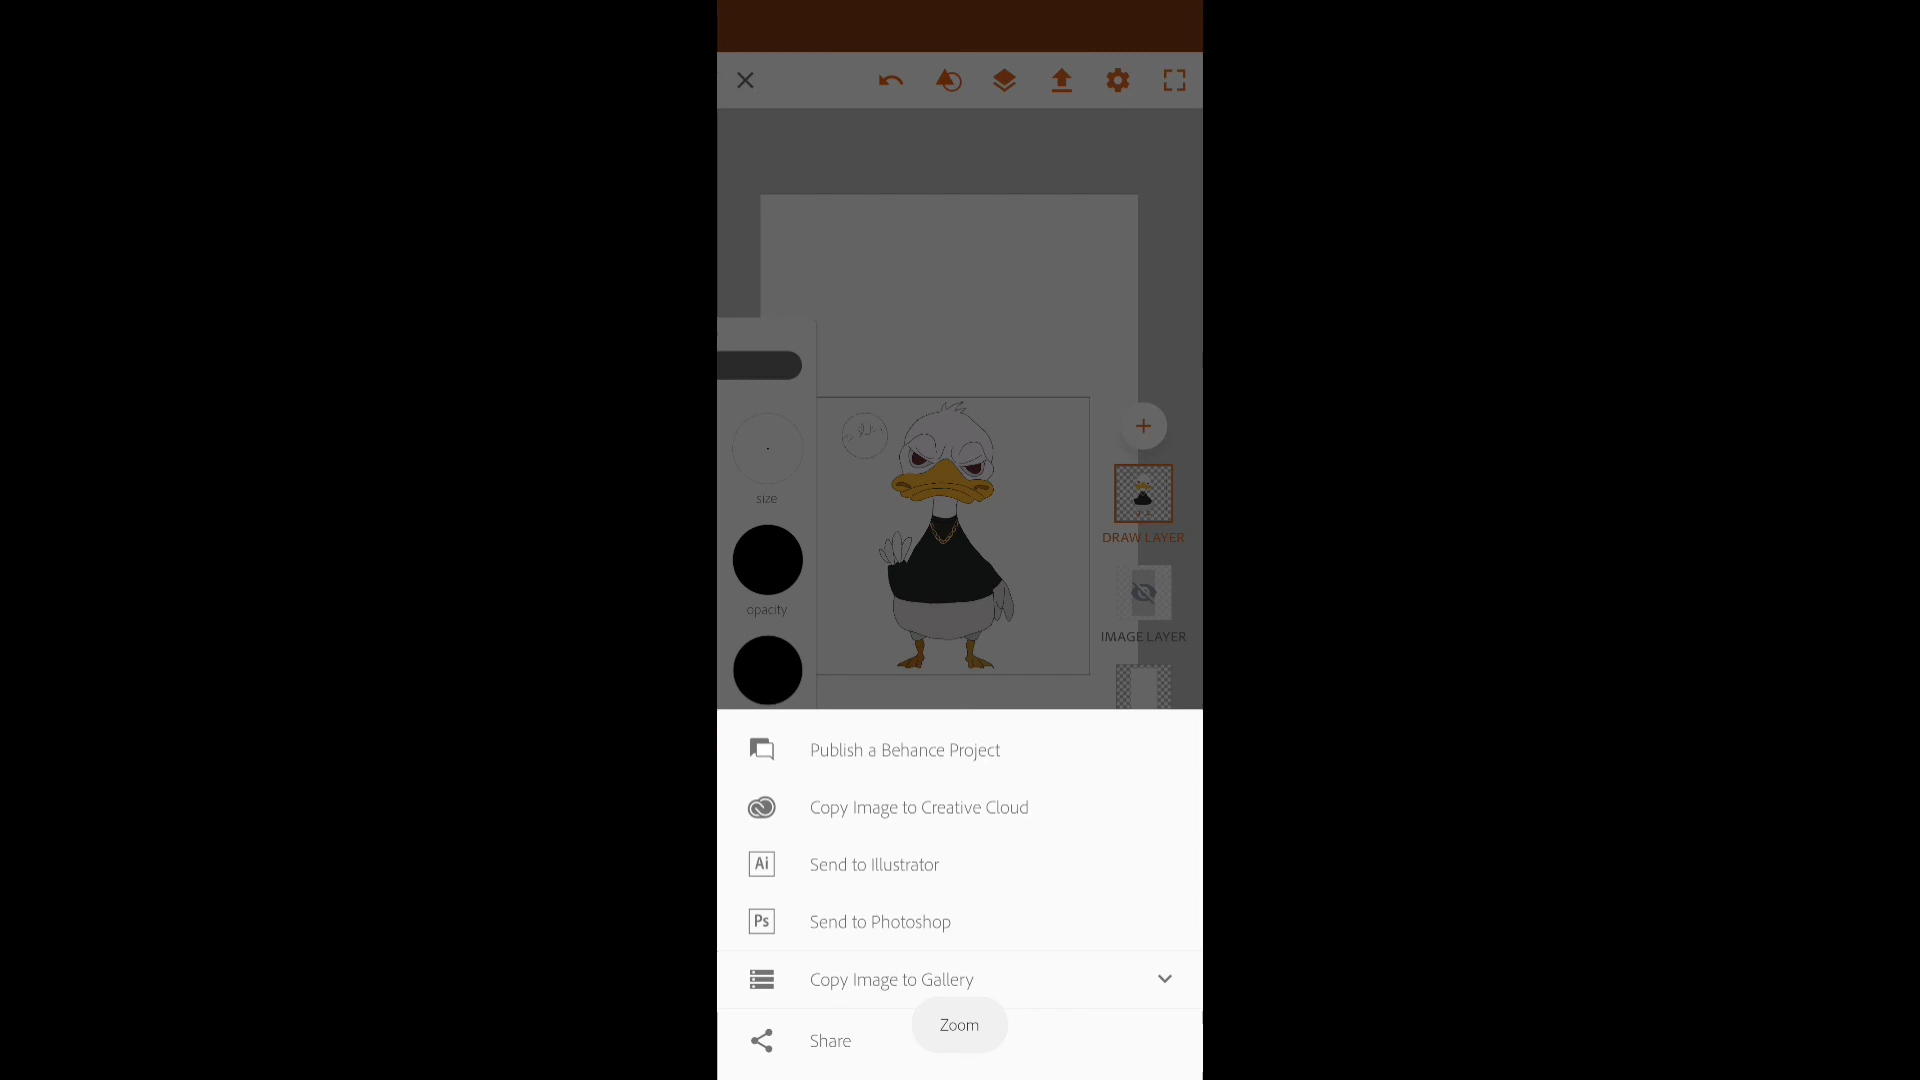 size
opacity
DRAW LAYER
IMAGE LAYER
Publish a Behance Project
Copy Image to Creative Cloud
Ai
Send to Illustrator
Ps
Send to Photoshop
Copy Image to Gallery
Zoom
Share